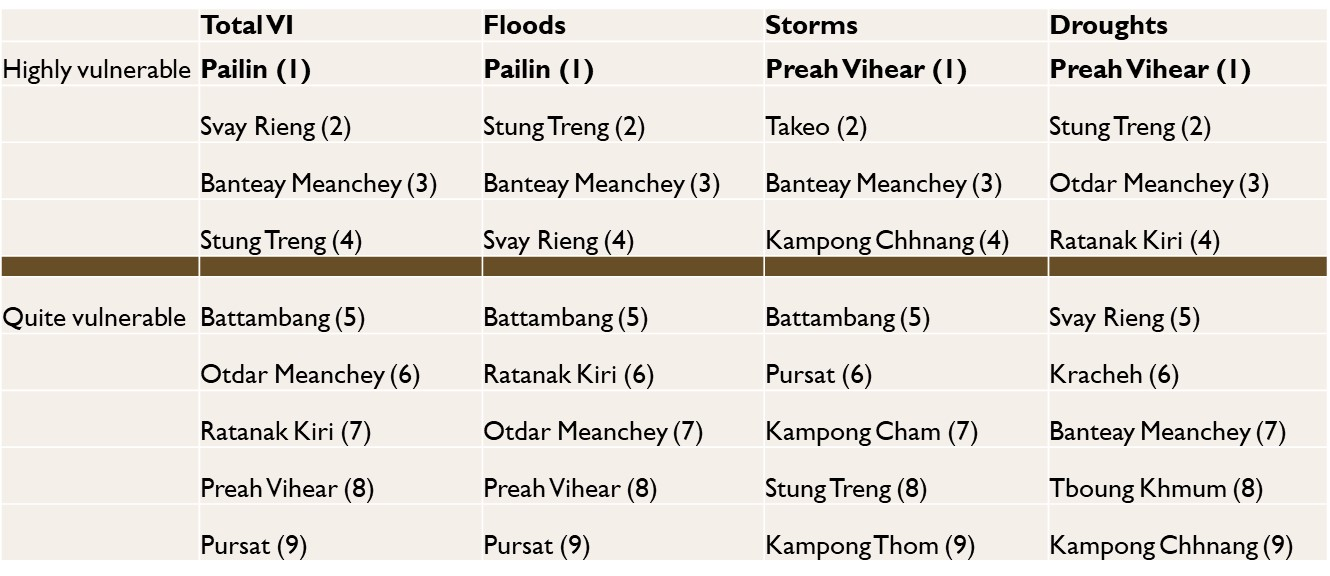 Total VI Floods Storms Droughts
Highly vulnerable Pailin (1) Pailin (1) Preah Vihear (1) Preah Vihear (1)
Svay Rieng (2) Stung Treng (2) Takeo (2) Stung Treng (2)
Banteay Meanchey (3) Banteay Meanchey (3) Banteay Meanchey (3) Otdar Meanchey (3)
Stung Treng (4) Svay Rieng (4) Kampong Chhnang (4) Ratanak Kiri (4)
Quite vulnerable Battambang (5) Battambang (5) Battambang (5) Svay Rieng (5)
Otdar Meanchey (6) Ratanak Kiri (6) Pursat (6) Kracheh (6)
Ratanak Kiri (7) Otdar Meanchey (7) Kampong Cham (7) Banteay Meanchey (7)
Preah Vihear (8) Preah Vihear (8) Stung Treng (8) Tboung Khmum (8)
Pursat (9) Pursat (9) Kampong Thom (9) Kampong Chhnang (9)